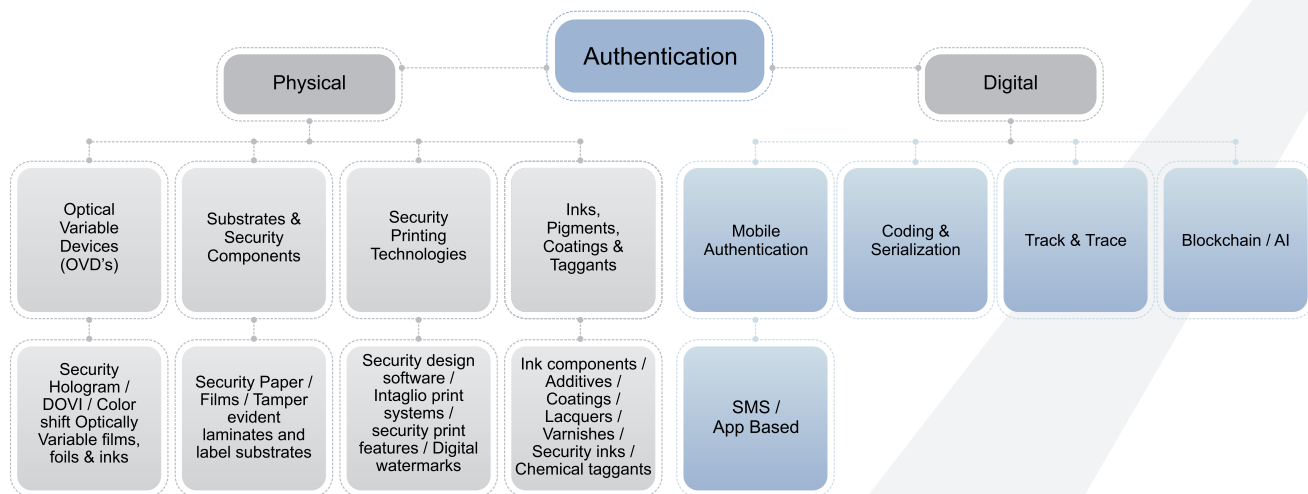 Authentication
Physical
Digital
Optical
Variable
Devices
(OVD’s)
Substrates &
Security
Components
Security
Printing
Technologies
Inks,
Pigments,
Coatings &
Taggants
Mobile
Authentication
Coding &
Serialization
Track & Trace
Blockchain / AI
Security
Hologram /
DOVI / Color
shift Optically
Variable films,
foils & inks
Security Paper /
Films / Tamper
evident
laminates and
label substrates
Security design
software /
Intaglio print
systems /
security print
features / Digital
watermarks
Ink components /
Additives /
Coatings /
Lacquers /
Varnishes /
Security inks /
Chemical taggants
SMS /
App Based